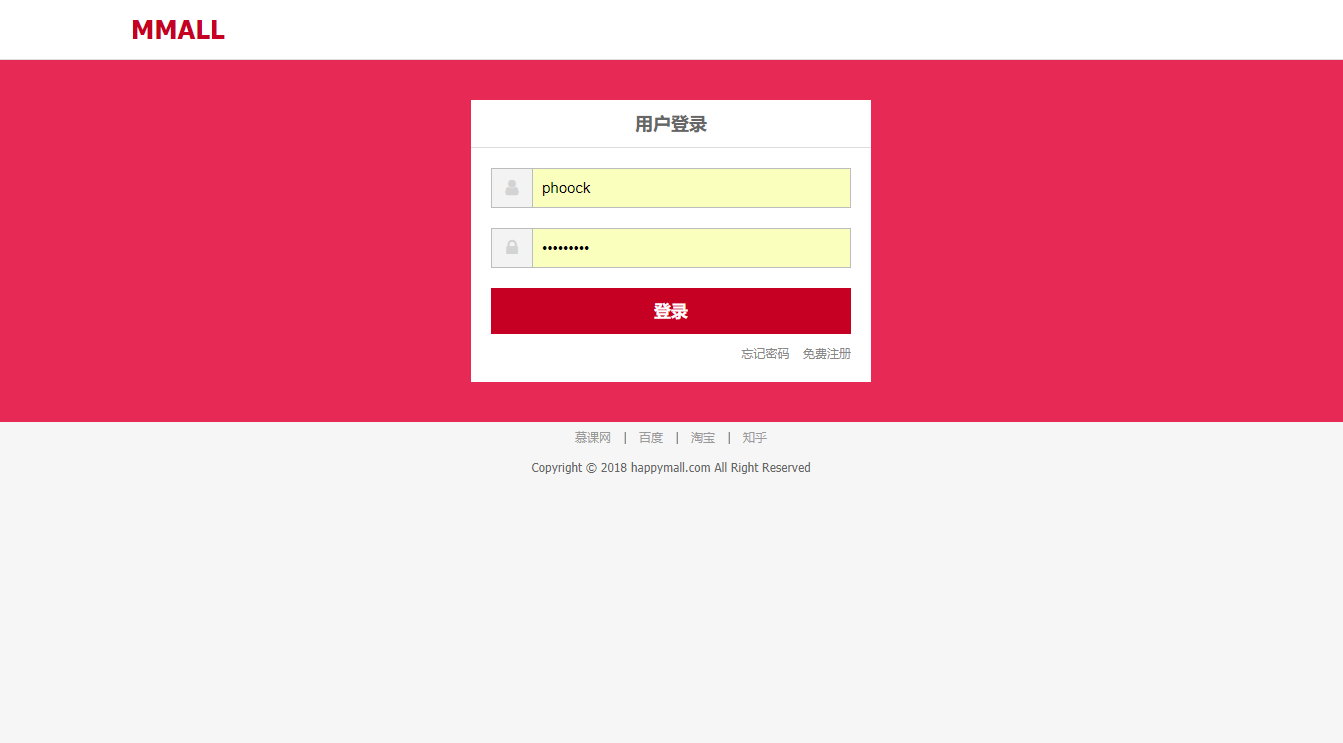 MMALL
用户登录
phoock
•••••••••
登录
忘记密码 免费注册
慕课网 | 百度 | 淘宝 | 知乎
Copyright © 2018 happymall.com All Right Reserved